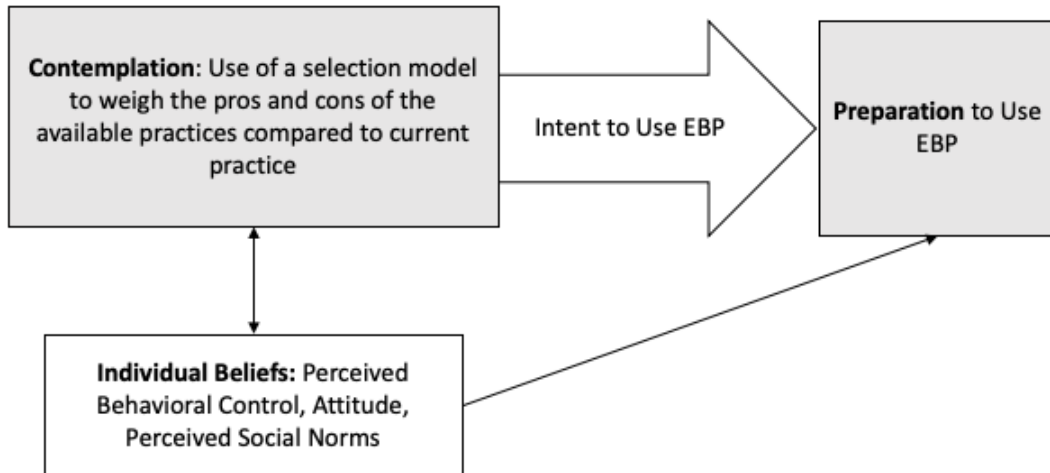 Contemplation: Use of a selection model
to weigh the pros and cons of the
available practices compared to current
practice
Intent to Use EBP
Preparation to Use
EBP
Individual Beliefs: Perceived
Behavioral Control, Attitude,
Perceived Social Norms